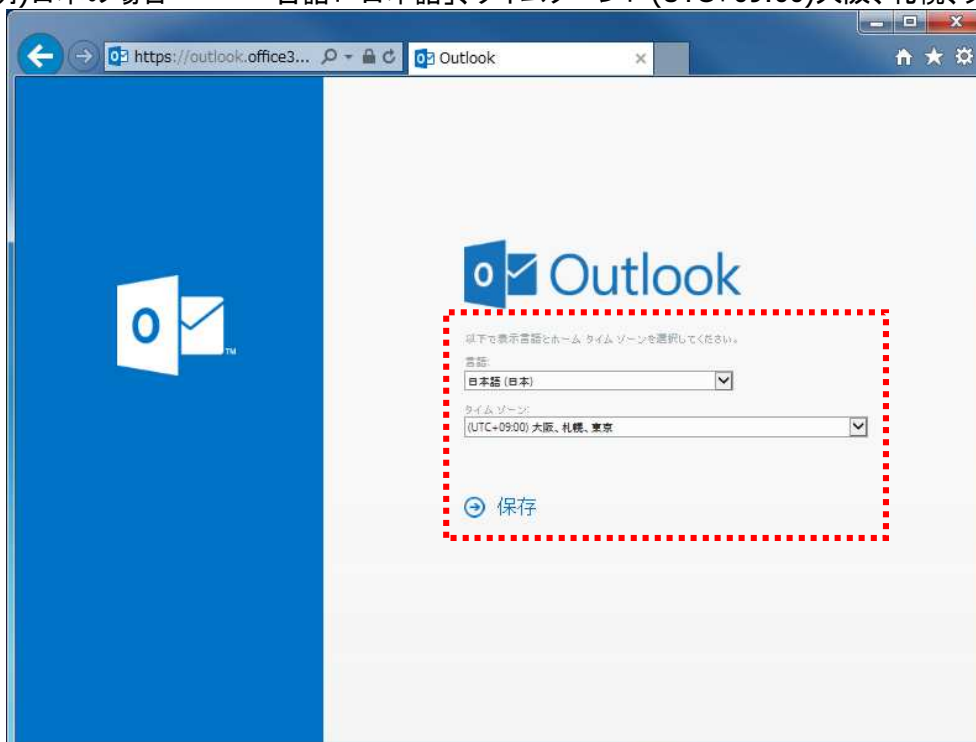 https://outlook.office3... Outlook
Outlook
以下で表示言語とホーム タイム ゾーンを選択してください。
言語:
日本語 (日本)
タイム ゾーン:
(UTC+09:00) 大阪、札幌、東京
保存